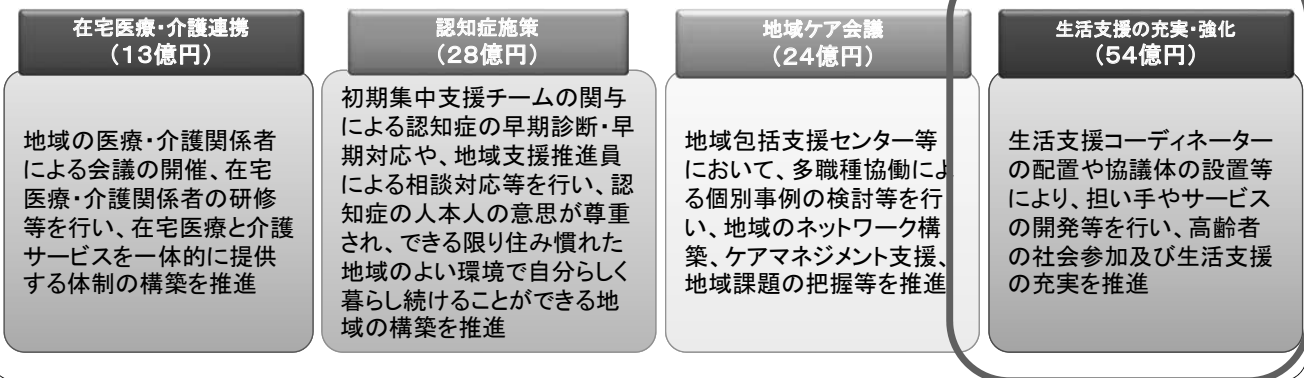 在宅医療・介護連携
（13億円）
地域の医療・介護関係者
による会議の開催、在宅
医療・介護関係者の研修
等を行い、在宅医療と介護
サービスを一体的に提供
する体制の構築を推進
認知症施策
（28億円）
初期集中支援チームの関与
による認知症の早期診断・早
期対応や、地域支援推進員
による相談対応等を行い、認
知症の人本人の意思が尊重
され、できる限り住み慣れた
地域のよい環境で自分らしく
暮らし続けることができる地
域の構築を推進
地域ケア会議
（24億円）
地域包括支援センター等
において、多職種協働によ
る個別事例の検討等を行
い、地域のネットワーク構
築、ケアマネジメント支援、
地域課題の把握等を推進
生活支援の充実・強化
（54億円）
生活支援コーディネーター
の配置や協議体の設置等
により、担い手やサービス
の開発等を行い、高齢者
の社会参加及び生活支援
の充実を推進